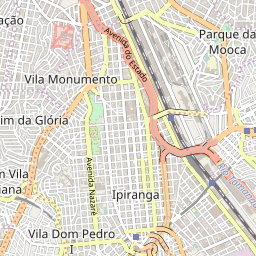 ação
Avenida do Estado
Parque da
Mooca
Vila Monumento
im da Glória
m Vila
iana
Avenida Nazaré
Ipiranga
Vila Dom Pedro
I